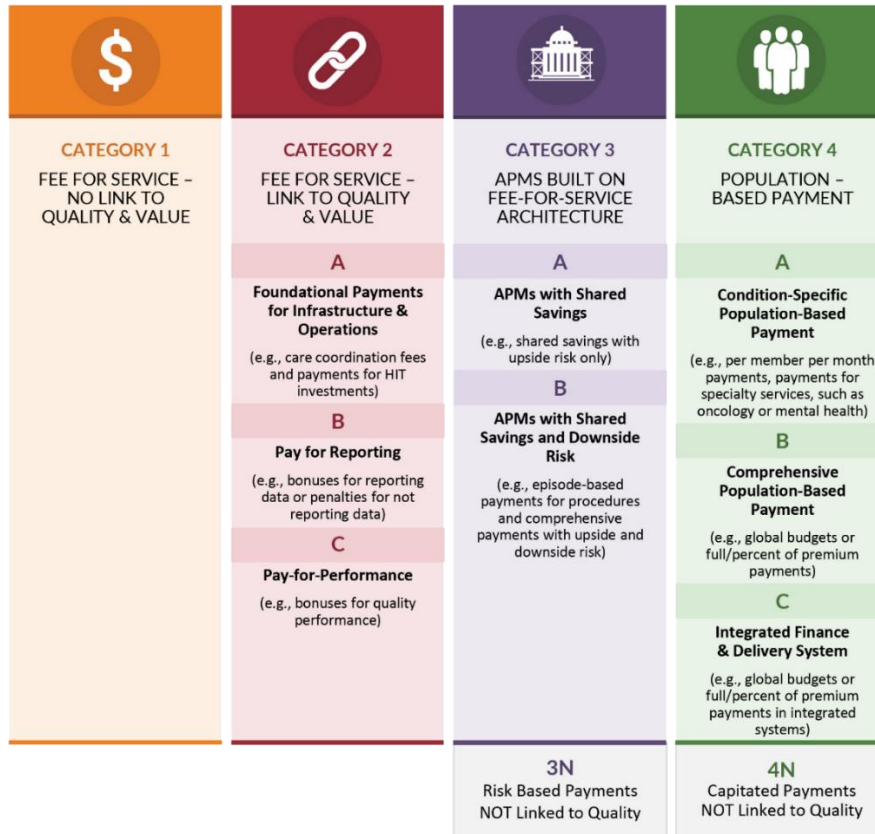 $
CATEGORY 1
FEE FOR SERVICE –
NO LINK TO
QUALITY & VALUE
CATEGORY 2
FEE FOR SERVICE –
LINK TO QUALITY
& VALUE
A
Foundational Payments
for Infrastructure &
Operations
(e.g., care coordination fees
and payments for HIT
investments)
B
Pay for Reporting
(e.g., bonuses for reporting
data or penalties for not
reporting data)
C
Pay-for-Performance
(e.g., bonuses for quality
performance)
CATEGORY 3
APMS BUILT ON
FEE-FOR-SERVICE
ARCHITECTURE
A
APMs with Shared
Savings
(e.g., shared savings with
upside risk only)
B
APMs with Shared
Savings and Downside
Risk
(e.g., episode-based
payments for procedures
and comprehensive
payments with upside and
downside risk)
3N
Risk Based Payments
NOT Linked to Quality
CATEGORY 4
POPULATION –
BASED PAYMENT
A
Condition-Specific
Population-Based
Payment
(e.g., per member per month
payments, payments for
specialty services, such as
oncology or mental health)
B
Comprehensive
Population-Based
Payment
(e.g., global budgets or
full/percent of premium
payments)
C
Integrated Finance
& Delivery System
(e.g., global budgets or
full/percent of premium
payments in integrated
systems)
4N
Capitated Payments
NOT Linked to Quality